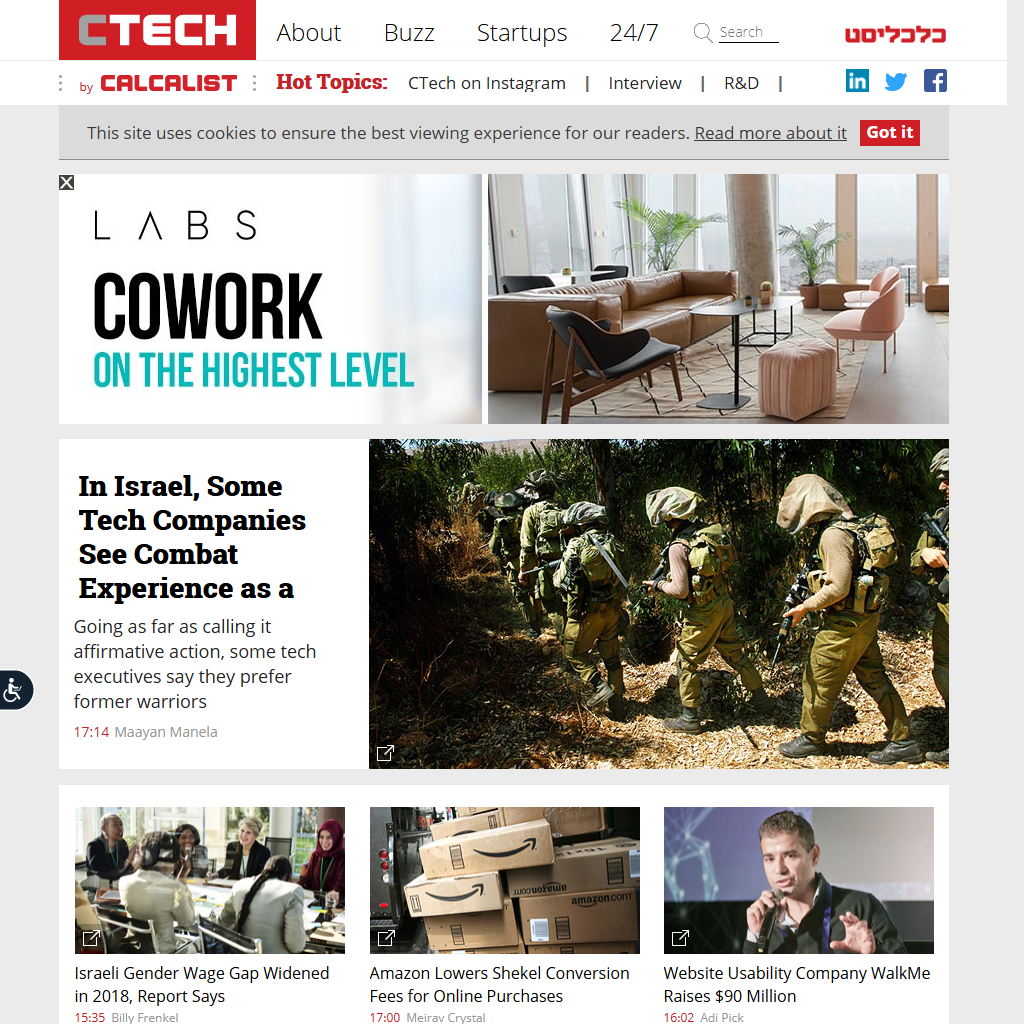 CTECH
About
Buzz
Startups
24/7
Search
כלכליסט
by CALCALIST
Hot Topics:
CTech on Instagram |
Interview |
R&D |
This site uses cookies to ensure the best viewing experience for our readers. Read more about it
Got it
LABS
COWORK
ON THE HIGHEST LEVEL
In Israel, Some
Tech Companies
See Combat
Experience as a
Going as far as calling it
affirmative action, some tech
executives say they prefer
former warriors
17:14 Maayan Manela
amazon.com
amazon.com
Israeli Gender Wage Gap Widened
in 2018, Report Says
15:35 Billy Frenkel
Amazon Lowers Shekel Conversion
Fees for Online Purchases
17:00 Meirav Crystal
Website Usability Company WalkMe
Raises $90 Million
16:02 Adi Pick